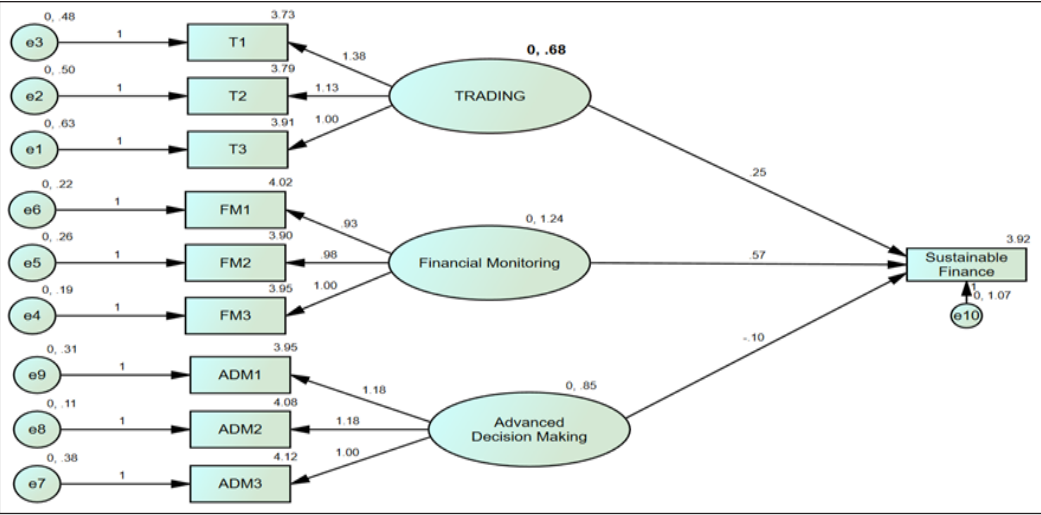 0, .48
e3
1
3.73
T1
1.38
0, .50
e2
1
3.79
T2
1.13
0, .63
e1
1
3.91
T3
1.00
0, .68
TRADING
.25
0, .22
e6
1
4.02
FM1
.93
0, .26
e5
1
3.90
FM2
.98
0, .19
e4
1
3.95
FM3
1.00
0, 1.24
Financial Monitoring
.57
0, .31
e9
1
3.95
ADM1
1.18
0, .11
e8
1
4.08
ADM2
1.18
0, .38
e7
1
4.12
ADM3
1.00
0, .85
Advanced
Decision Making
-.10
3.92
Sustainable
Finance
1
0, 1.07
e10